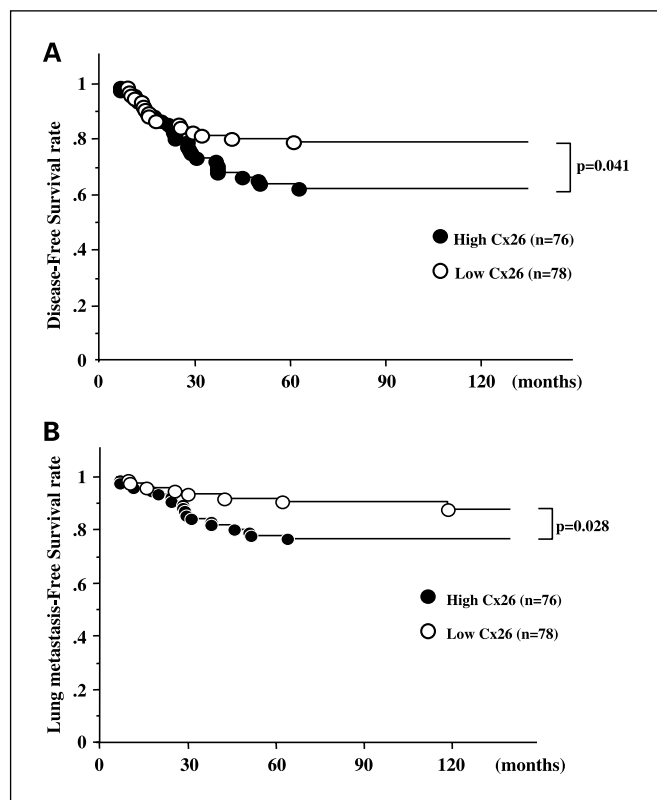 A
Disease-Free Survival rate
1
.8
.6
.4
.2
0
p=0.041
High Cx26 (n=76)
Low Cx26 (n=78)
0 30 60 90 120 (months)
B
Lung metastasis-Free Survival rate
1
.8
.6
.4
.2
0
p=0.028
High Cx26 (n=76)
Low Cx26 (n=78)
0 30 60 90 120 (months)